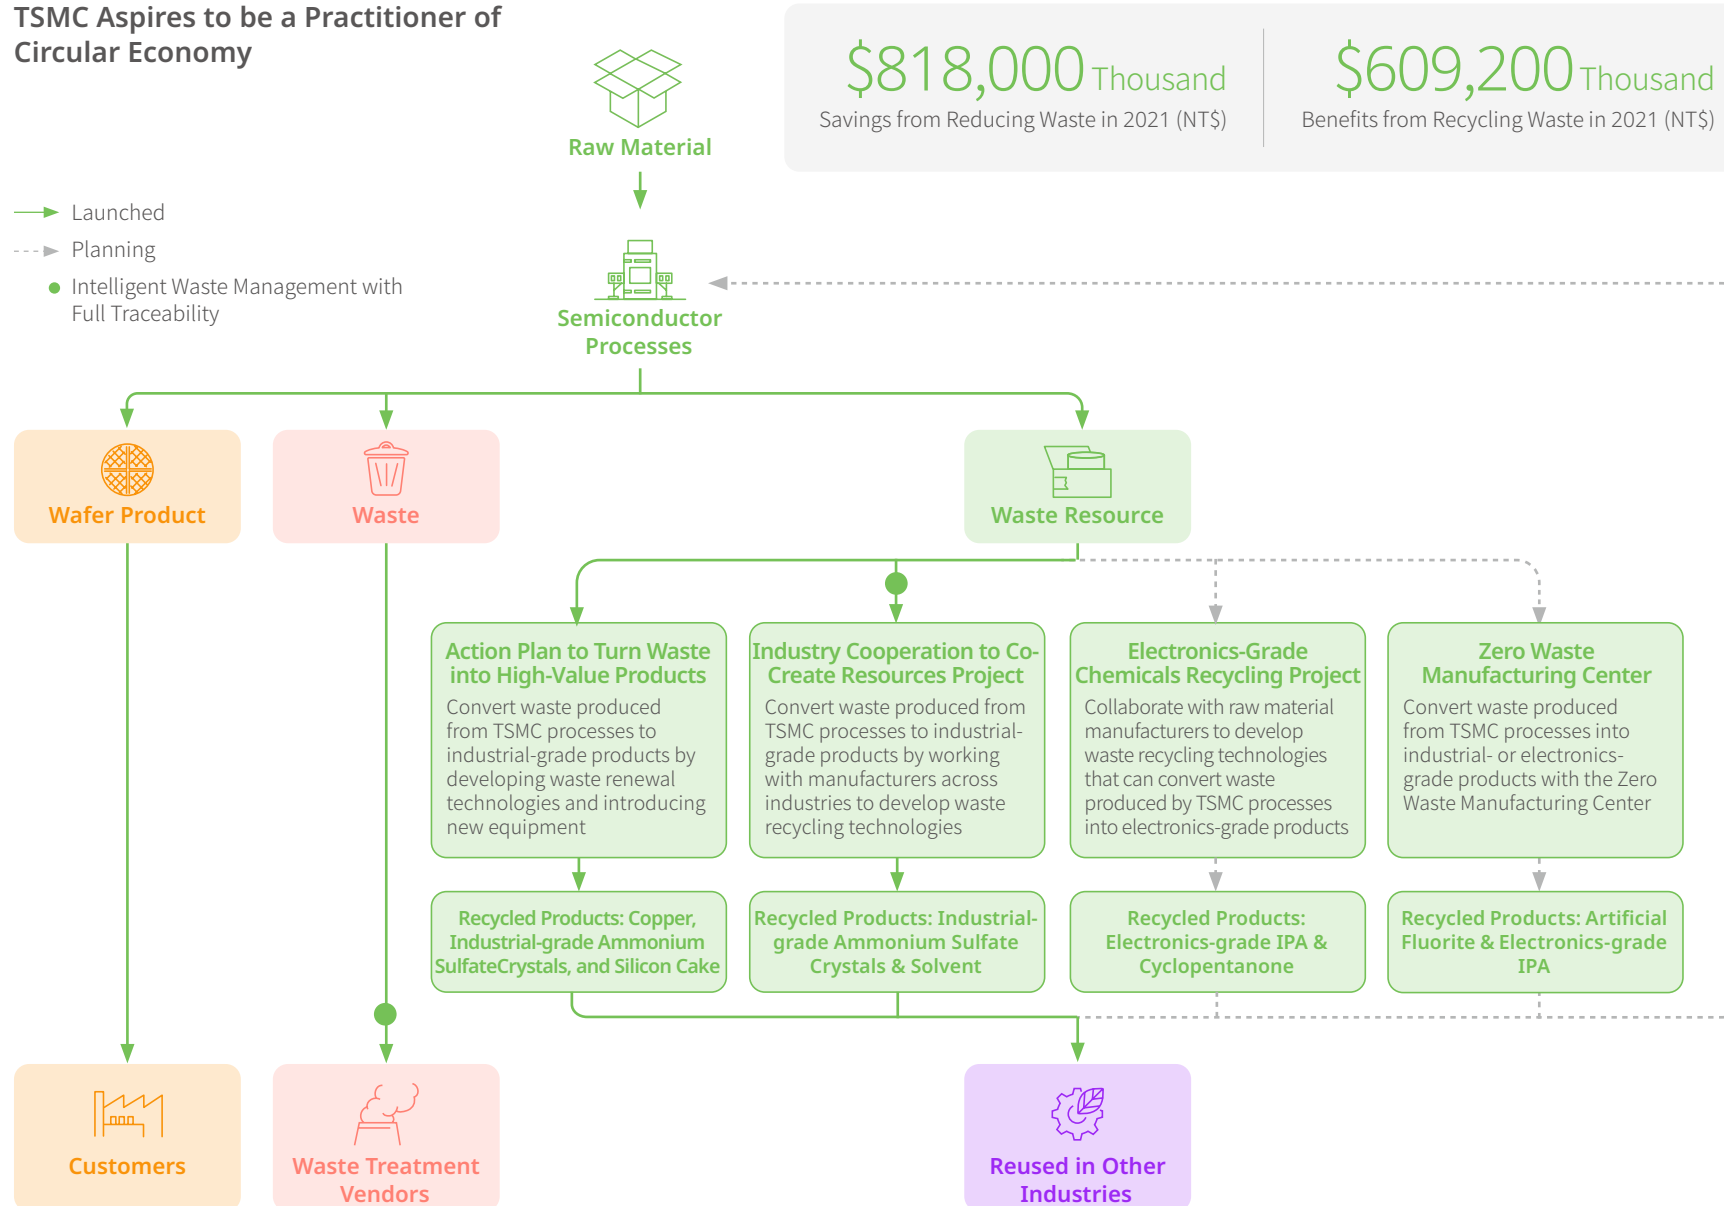 TSMC Aspires to be a Practitioner of
Circular Economy
$818,000 Thousand
Savings from Reducing Waste in 2021 (NT$)
$609,200 Thousand
Benefits from Recycling Waste in 2021 (NT$)
Raw Material
Launched
Planning
Intelligent Waste Management with
Full Traceability
Semiconductor
Processes
Wafer Product
Waste
Waste Resource
Action Plan to Turn Waste
into High-Value Products
Convert waste produced
from TSMC processes to
industrial-grade products by
developing waste renewal
technologies and introducing
new equipment
Industry Cooperation to Co-
Create Resources Project
Convert waste produced from
TSMC processes to industrial-
grade products by working
with manufacturers across
industries to develop waste
recycling technologies
Electronics-Grade
Chemicals Recycling Project
Collaborate with raw material
manufacturers to develop
waste recycling technologies
that can convert waste
produced by TSMC processes
into electronics-grade products
Zero Waste
Manufacturing Center
Convert waste produced
from TSMC processes into
industrial- or electronics-
grade products with the Zero
Waste Manufacturing Center
Recycled Products: Copper,
Industrial-grade Ammonium
SulfateCrystals, and Silicon Cake
Recycled Products: Industrial-
grade Ammonium Sulfate
Crystals & Solvent
Recycled Products:
Electronics-grade IPA &
Cyclopentanone
Recycled Products: Artificial
Fluorite & Electronics-grade
IPA
Customers
Waste Treatment
Vendors
Reused in Other
Industries